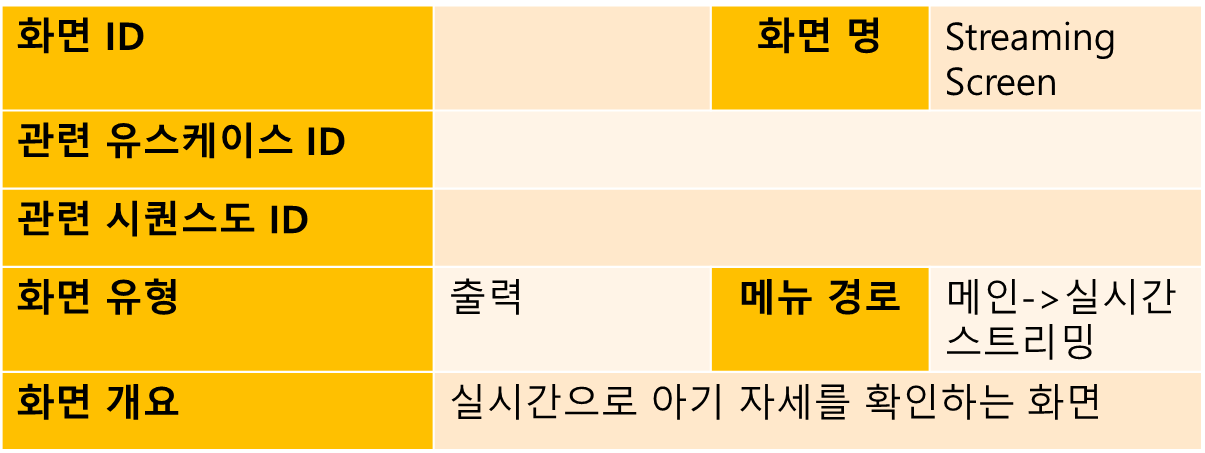 화면 ID
화면 명
Streaming
Screen
관련 유스케이스 ID
관련 시퀀스도 ID
화면 유형
출력
메뉴 경로
메인->실시간
스트리밍
화면 개요
실시간으로 아기 자세를 확인하는 화면